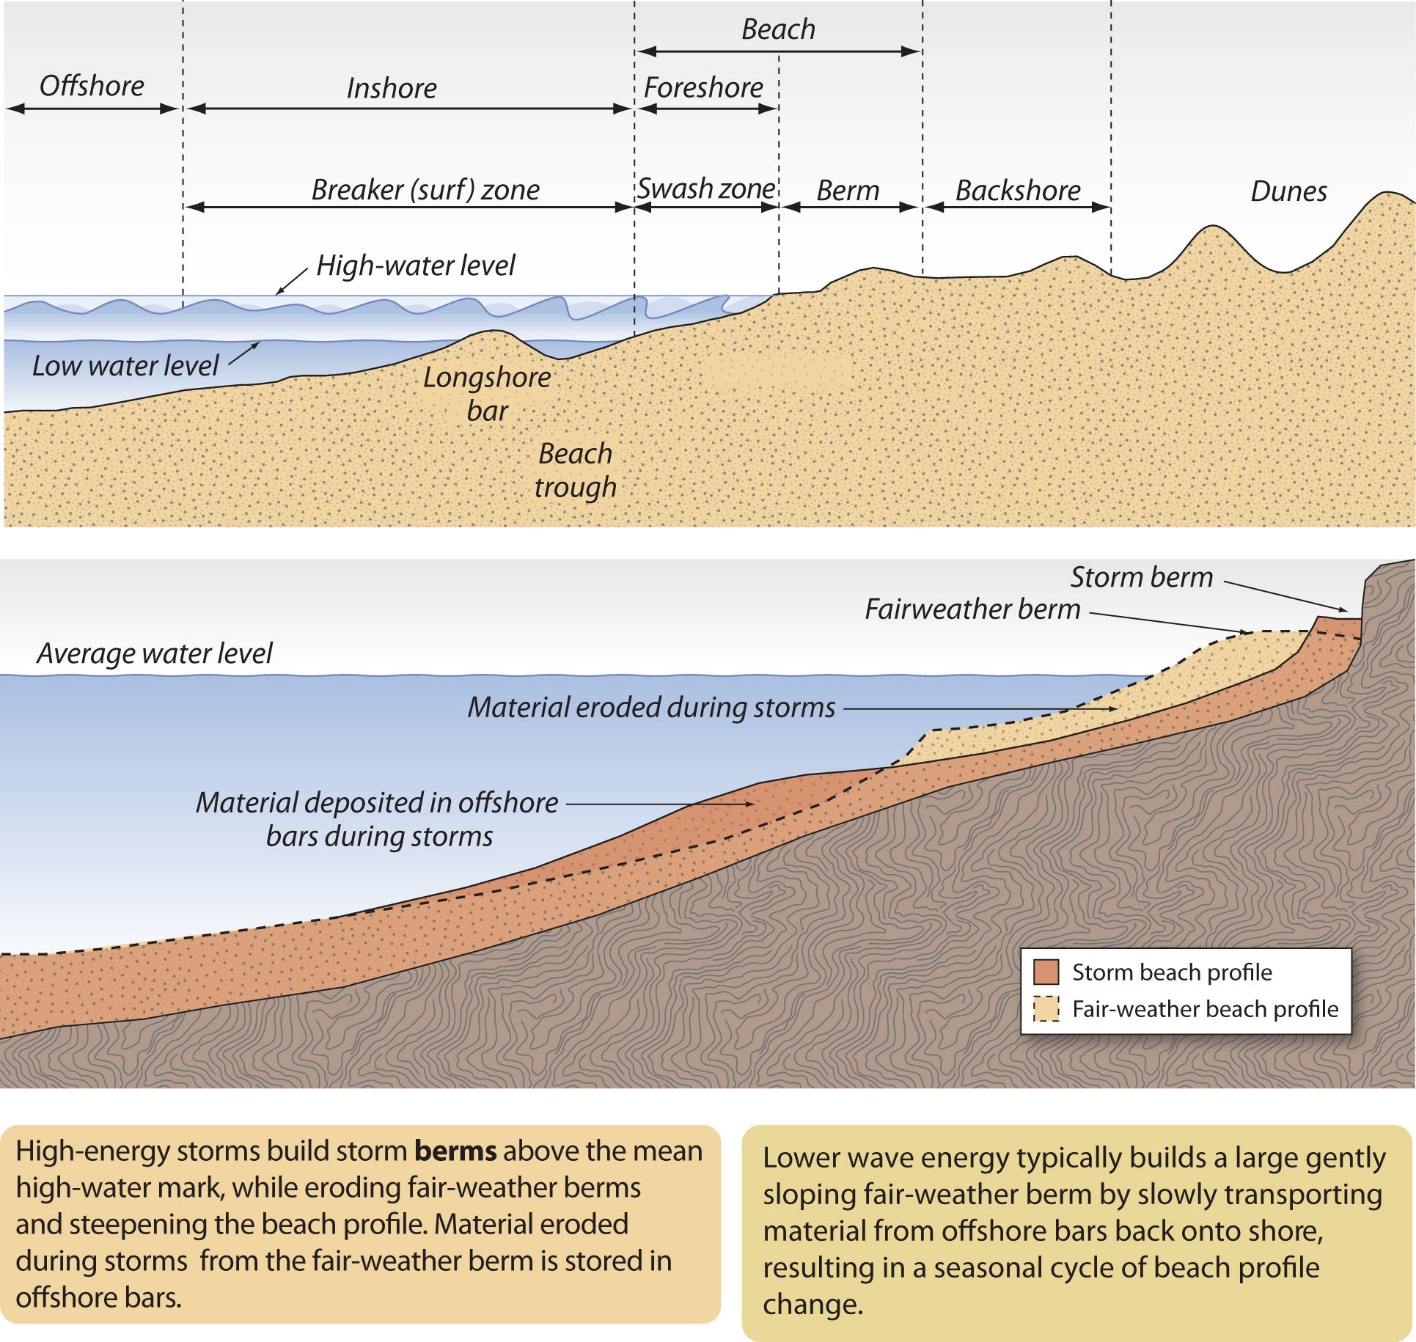 Beach
Offshore
Inshore
Foreshore
Breaker (surf) zone
Swash zone
Berm
Backshore
Dunes
High-water level
Low water level
Longshore
bar
Beach
trough
Storm berm
Fairweather berm
Average water level
Material eroded during storms
Material deposited in offshore
bars during storms
Storm beach profile
Fair-weather beach profile
High-energy storms build storm berms above the mean
high-water mark, while eroding fair-weather berms
and steepening the beach profile. Material eroded
during storms from the fair-weather berm is stored in
offshore bars.
Lower wave energy typically builds a large gently
sloping fair-weather berm by slowly transporting
material from offshore bars back onto shore,
resulting in a seasonal cycle of beach profile
change.